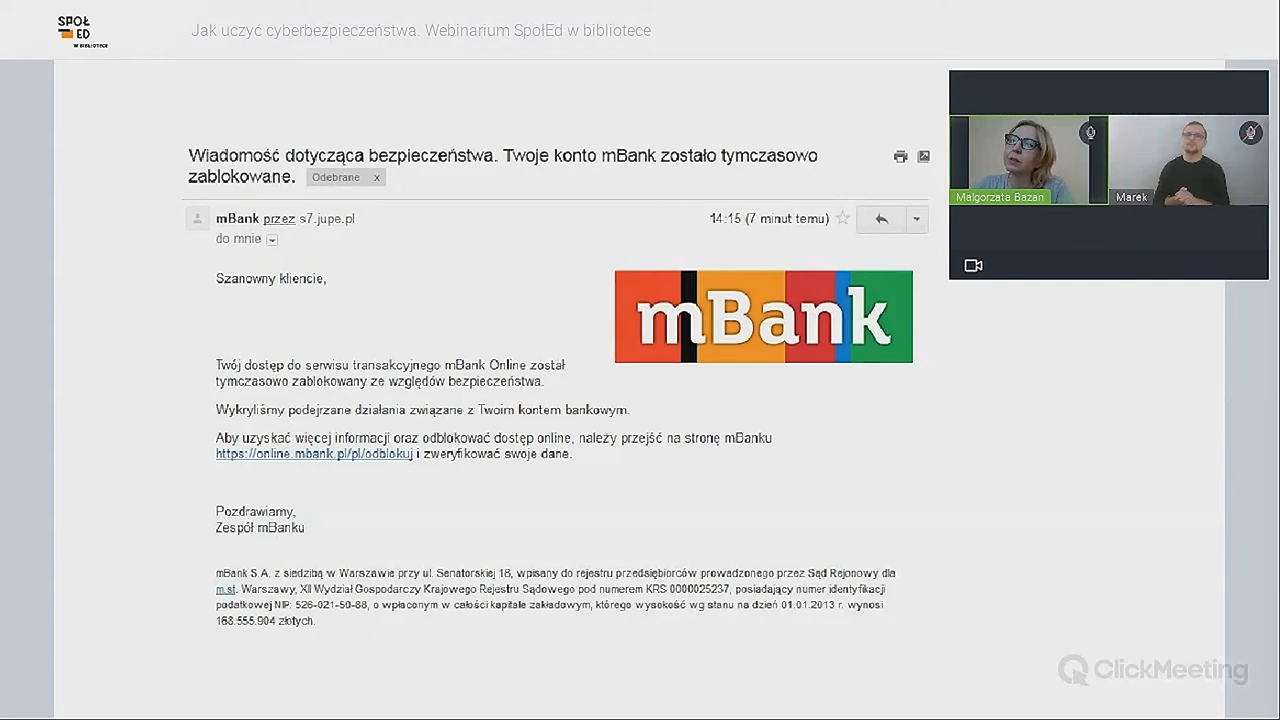 SPOŁ
ED
W BIBLIOTECE
Jak uczyć cyberbezpieczeństwa. Webinarium SpołEd w bibliotece
Wiadomość dotycząca bezpieczeństwa. Twoje konto mBank zostało tymczasowo
zablokowane. Odebrane x
mBank przez s7.jupe.pl
14:15 (7 minut temu)
do mnie
Szanowny kliencie,
mBank
Twój dostęp do serwisu transakcyjnego mBank Online został
tymczasowo zablokowany ze względów bezpieczeństwa.
Wykryliśmy podejrzane działania związane z Twoim kontem bankowym.
Aby uzyskać więcej informacji oraz odblokować dostęp online, należy przejść na stronę mBanku
https://online.mbank.pl/pl/odblokuj i zweryfikować swoje dane.
Pozdrawiamy,
Zespół mBanku
mBank S.A. z siedzibą w Warszawie przy ul. Senatorskiej 18, wpisany do rejestru przedsiębiorców prowadzonego przez Sąd Rejonowy dla
m.st. Warszawy, XII Wydział Gospodarczy Krajowego Rejestru Sądowego pod numerem KRS 0000025237, posiadający numer identyfikacji
podatkowej NIP: 526-021-50-88, o wpłaconym w całości kapitale zakładowym, którego wysokość wg stanu na dzień 01.01.2013 r. wynosi
168.555.904 złotych.
Malgorzata Bazan
Marek
ClickMeeting